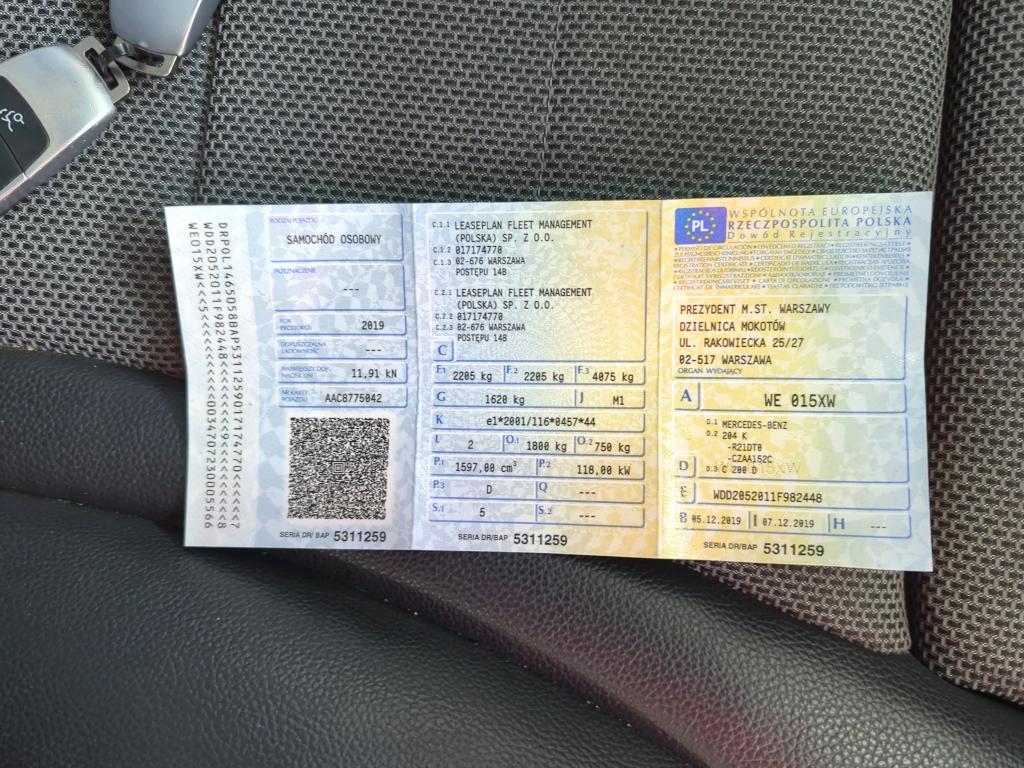 DRPOL1465058BAP5311259017174770<<<<<<7
WDD2052011F982448<<<<<<<<<<9<<<<<<<<<8
WE015XW<<<<5<<<<<<<<<0034707230005566
RODZAJ POJAZDU
SAMOCHÓD OSOBOWY
PRZEZNACZENIE
---
ROK PRODUKCJI 2019
DOPUSZCZALNA ŁADOWNOŚĆ ---
NAJWIĘKSZY DOP. NACISK OSI 11,91 kN
NR KARTY POJAZDU AAC8775042
SERIA DR/ BAP 5311259
C.1.1 LEASEPLAN FLEET MANAGEMENT
(POLSKA) SP. Z O.O.
C.1.2 017174770
C.1.3 02-676 WARSZAWA
POSTĘPU 14B
C.2.1 LEASEPLAN FLEET MANAGEMENT
(POLSKA) SP. Z O.O.
C.2.2 017174770
C.2.3 02-676 WARSZAWA
POSTĘPU 14B
C
F.1 2205 kg F.2 2205 kg F.3 4075 kg
G 1620 kg J M1
K e1*2001/116*0457*44
L 2 O.1 1800 kg O.2 750 kg
P.1 1597,00 cm³ P.2 118,00 kW
P.3 D Q ---
S.1 5 S.2 ---
SERIA DR/BAP 5311259
PL
WSPÓLNOTA EUROPEJSKA
RZECZPOSPOLITA POLSKA
Dowód Rejestracyjny
PREZYDENT M.ST. WARSZAWY
DZIELNICA MOKOTÓW
UL. RAKOWIECKA 25/27
02-517 WARSZAWA
ORGAN WYDAJĄCY
A WE 015XW
D.1 MERCEDES-BENZ
D.2 204 K
-R21DT0
-CZAA152C
D D.3 C 200 D
E WDD2052011F982448
B 05.12.2019 I 07.12.2019 H ---
SERIA DR/BAP 5311259